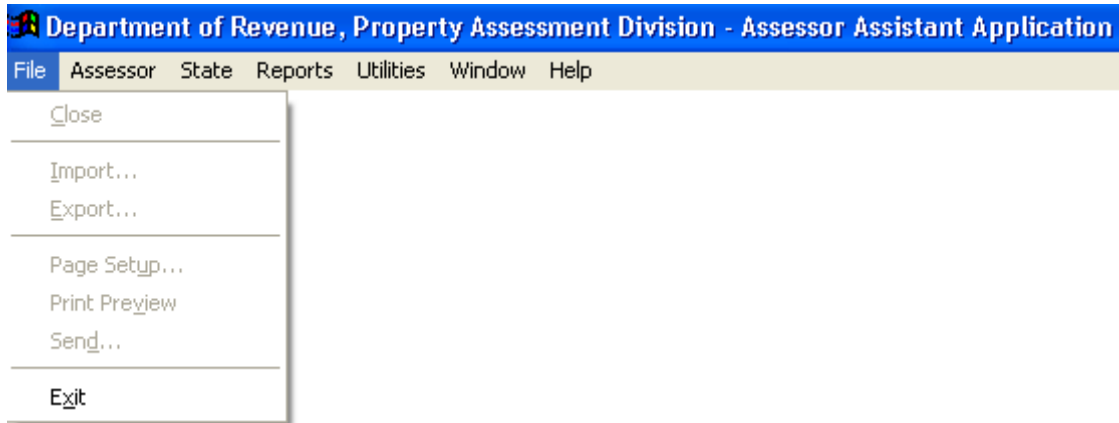 Department of Revenue, Property Assessment Division - Assessor Assistant Application
File Assessor State Reports Utilities Window Help
Close
Import...
Export...
Page Setup...
Print Preview
Send...
Exit